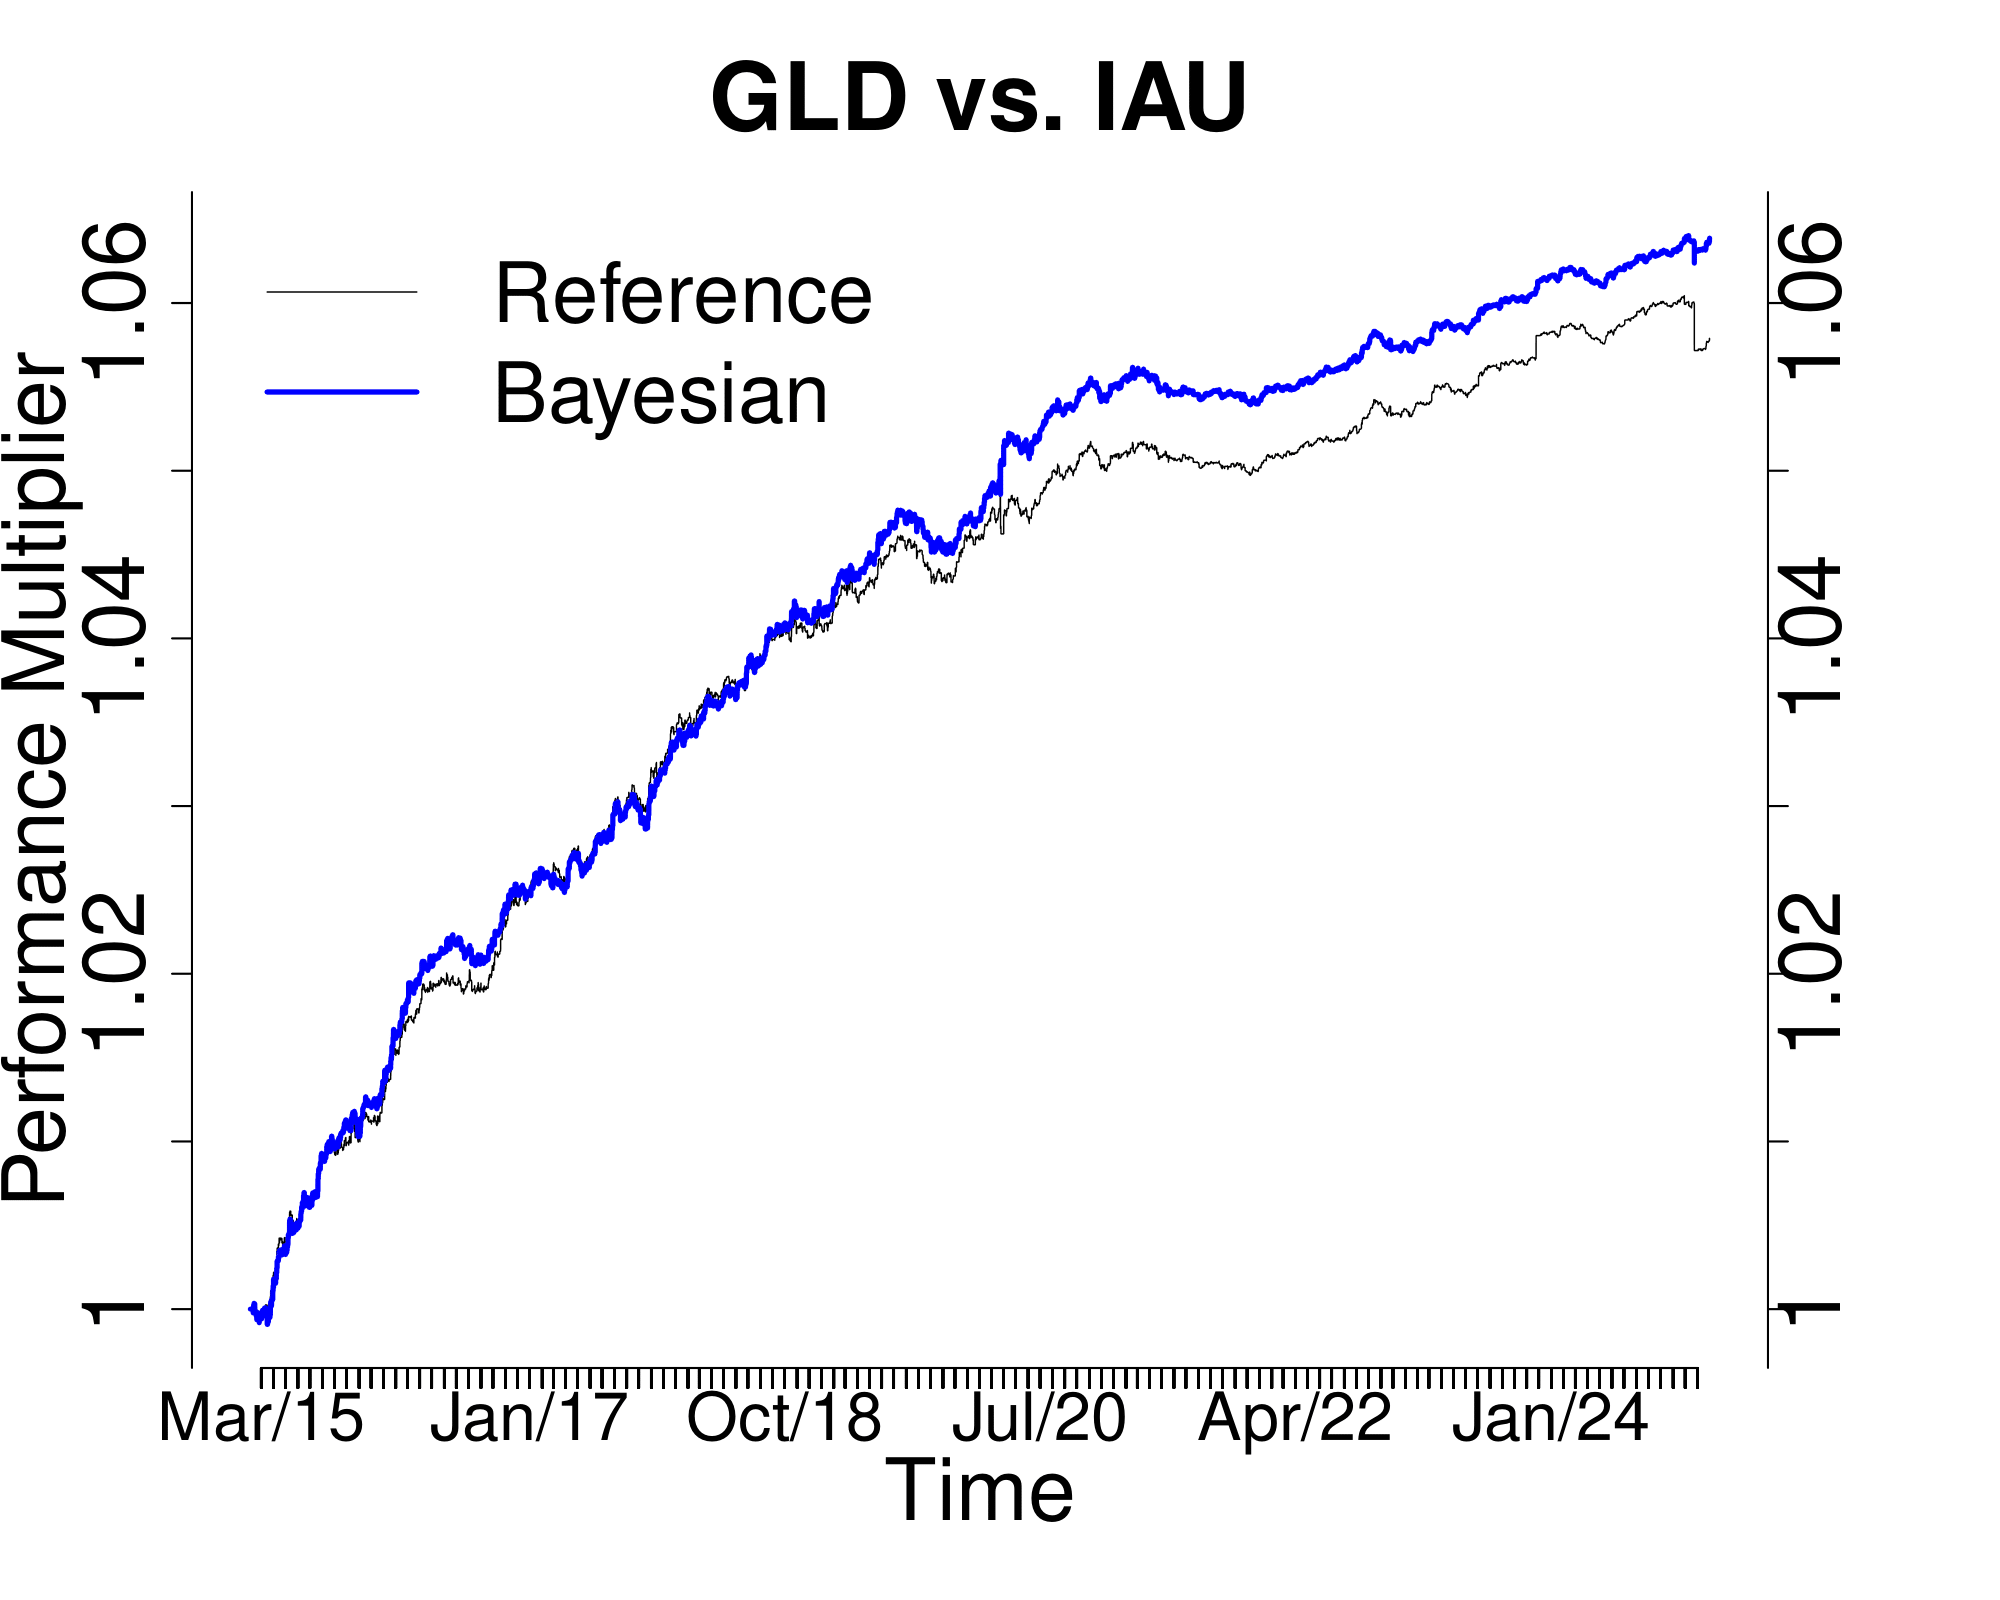 GLD vs. IAU
Reference
Bayesian
Performance Multiplier
1.06
1.04
1.02
1
1.06
1.04
1.02
1
Mar/15 Jan/17 Oct/18 Jul/20 Apr/22 Jan/24
Time